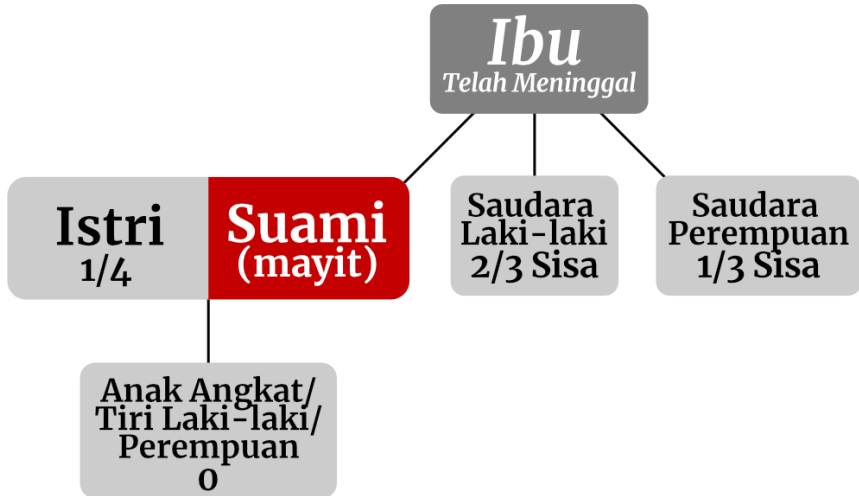 Ibu
Telah Meninggal
Istri
1/4
Suami
(mayit)
Saudara
Laki-laki
2/3 Sisa
Saudara
Perempuan
1/3 Sisa
Anak Angkat/
Tiri Laki-laki/
Perempuan
0